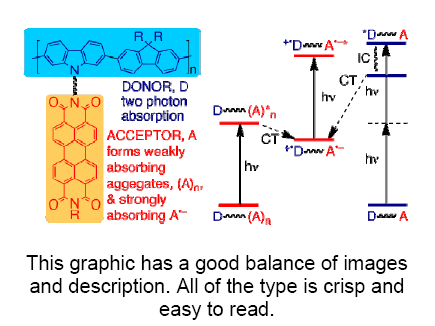 R R
N
n
O N O
O N O
R
DONOR, D
two photon
absorption
ACCEPTOR, A
forms weakly
absorbing
aggegates, (A)n,
& strongly
absorbing A•–
D (A)*n
hν
D (A)n
CT
+•D A•–*
hν
+•D A•–
CT
*D A
IC
hν
hν
D A
This graphic has a good balance of images
and description. All of the type is crisp and
easy to read.